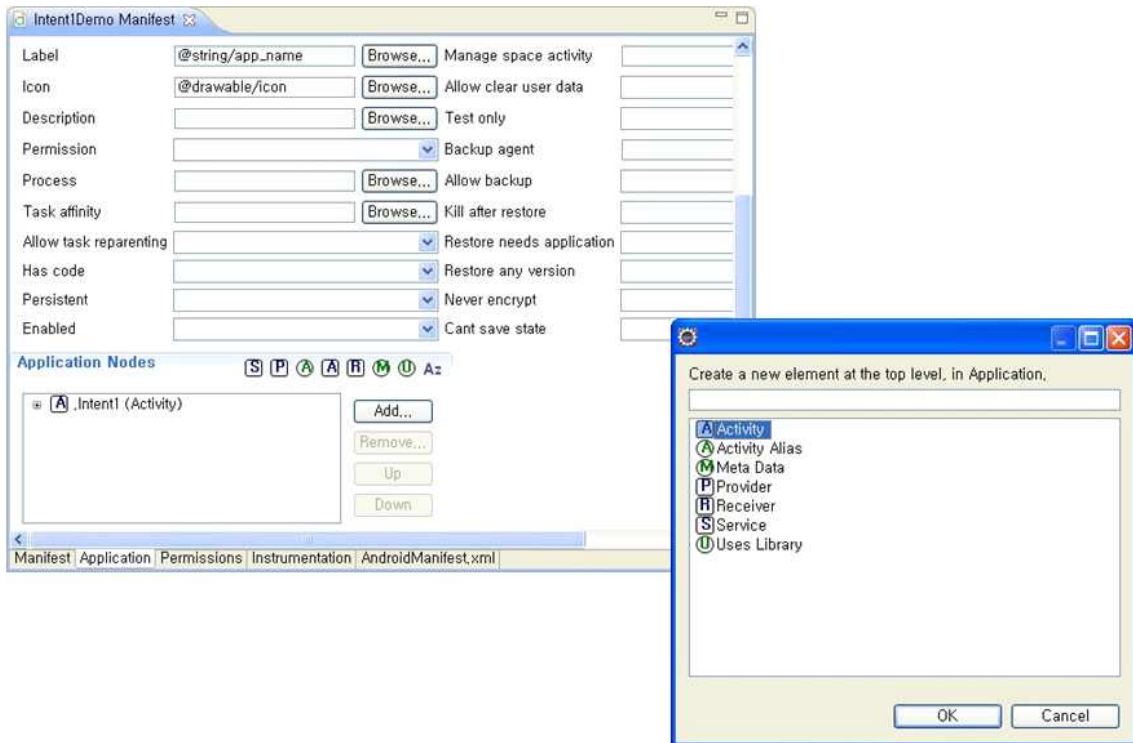 Intent1Demo Manifest
Label @string/app_name Browse... Manage space activity
Icon @drawable/icon Browse... Allow clear user data
Description Browse... Test only
Permission Backup agent
Process Browse... Allow backup
Task affinity Browse... Kill after restore
Allow task reparenting Restore needs application
Has code Restore any version
Persistent Never encrypt
Enabled Cant save state
Application Nodes S P A A R M U Az
A .Intent1 (Activity)
Add...
Remove...
Up
Down
Manifest Application Permissions Instrumentation AndroidManifest.xml
Create a new element at the top level, in Application.
A Activity
A Activity Alias
M Meta Data
P Provider
R Receiver
S Service
U Uses Library
OK Cancel